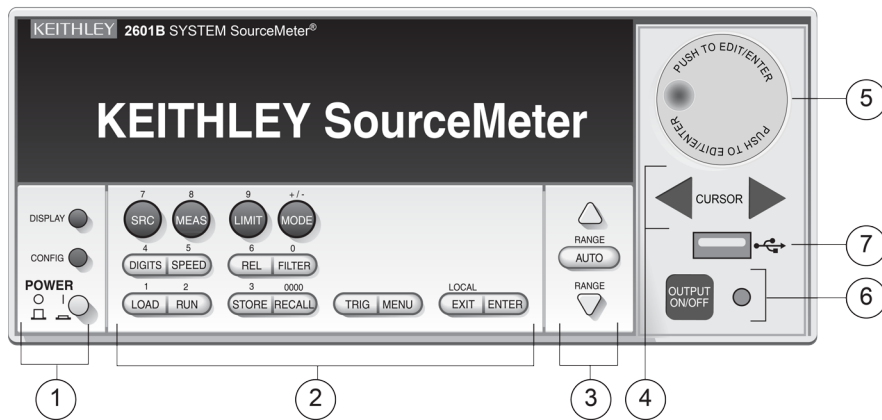 KEITHLEY 2601B SYSTEM SourceMeter®
KEITHLEY SourceMeter
PUSH TO EDIT/ENTER
PUSH TO EDIT/ENTER
5
CURSOR
7 8 9 +/-
DISPLAY SRC MEAS LIMIT MODE
4 5 6 0
CONFIG DIGITS SPEED REL FILTER
RANGE
AUTO
7
POWER
1 2 3 0000 LOCAL
LOAD RUN STORE RECALL TRIG MENU EXIT ENTER
RANGE
OUTPUT
ON/OFF
6
1 2 3 4